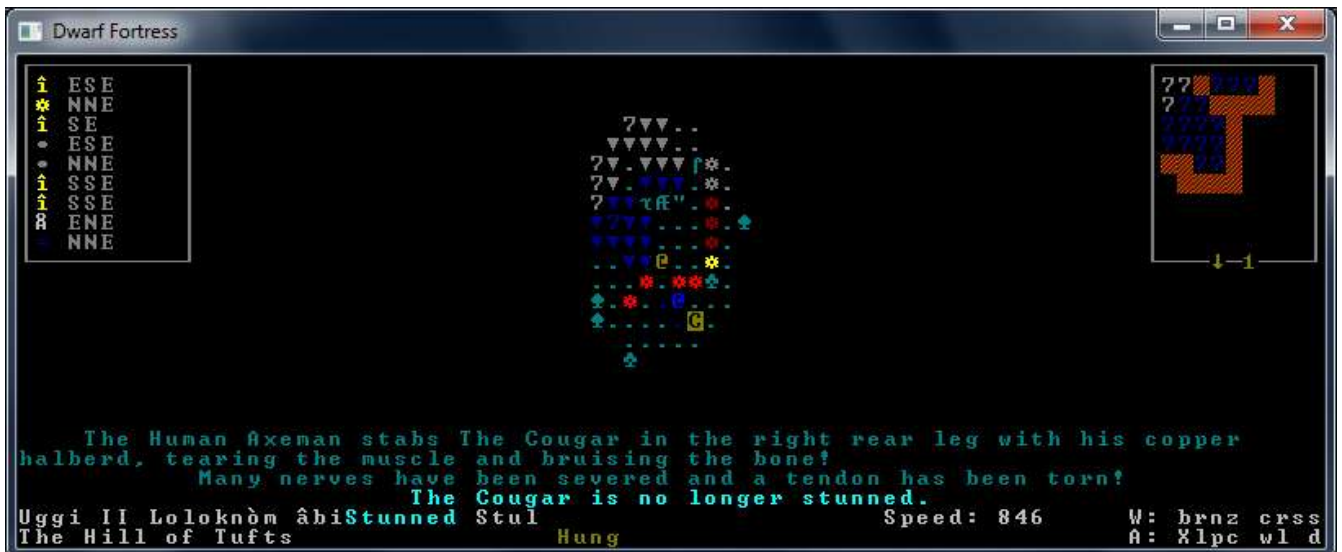 Dwarf Fortress
î ESE
☼ NNE
î SE
• ESE
• NNE
î SSE
î SSE
Å ENE
NNE
↓ 1
The Human Axeman stabs The Cougar in the right rear leg with his copper
halberd, tearing the muscle and bruising the bone!
Many nerves have been severed and a tendon has been torn!
The Cougar is no longer stunned.
Uggi II Loloknòm âbiStunned Stul Speed: 846 W: brnz crss
The Hill of Tufts Hung A: Xlpc wl d